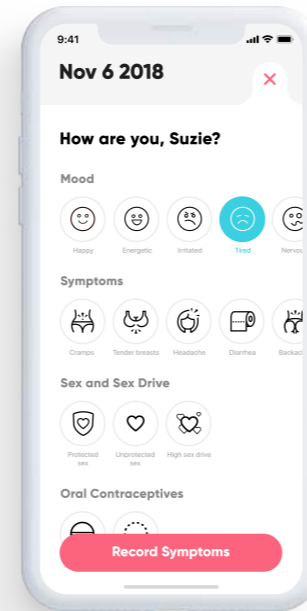 9:41
Nov 6 2018
How are you, Suzie?
Mood
Happy Energetic Irritated Tired Nervou
Symptoms
Cramps Tender breasts Headache Diarrhea Backac
Sex and Sex Drive
Protected sex Unprotected sex High sex drive
Oral Contraceptives
Record Symptoms